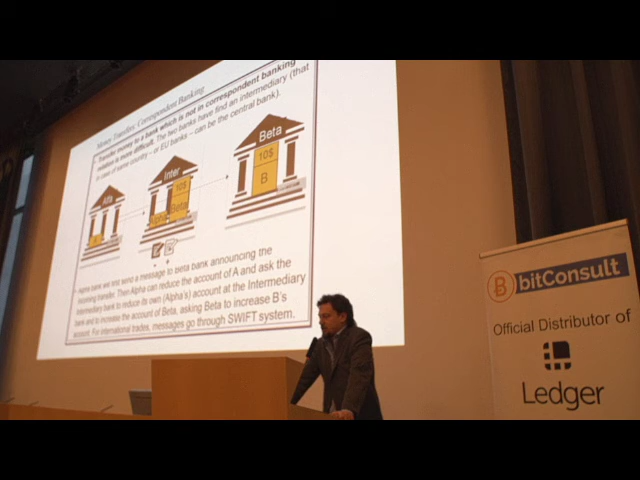 Money Transfers: Correspondent Banking
Transfer money to a bank which is not in correspondent banking
relation is more difficult. The two banks have find an intermediary (that
in case of same country – or EU banks – can be the central bank).
Alfa
Inter
10$
Beta
Beta
10$
B
Alpha bank will first send a message to Beta bank announcing the
incoming transfer. Then Alpha can reduce the account of A and ask the
Intermediary bank to reduce its own (Alpha's) account at the Intermediary
bank and to increase the account of Beta, asking Beta to increase B's
account. For international trades, messages go through SWIFT system.
bitConsult
Official Distributor of
Ledger